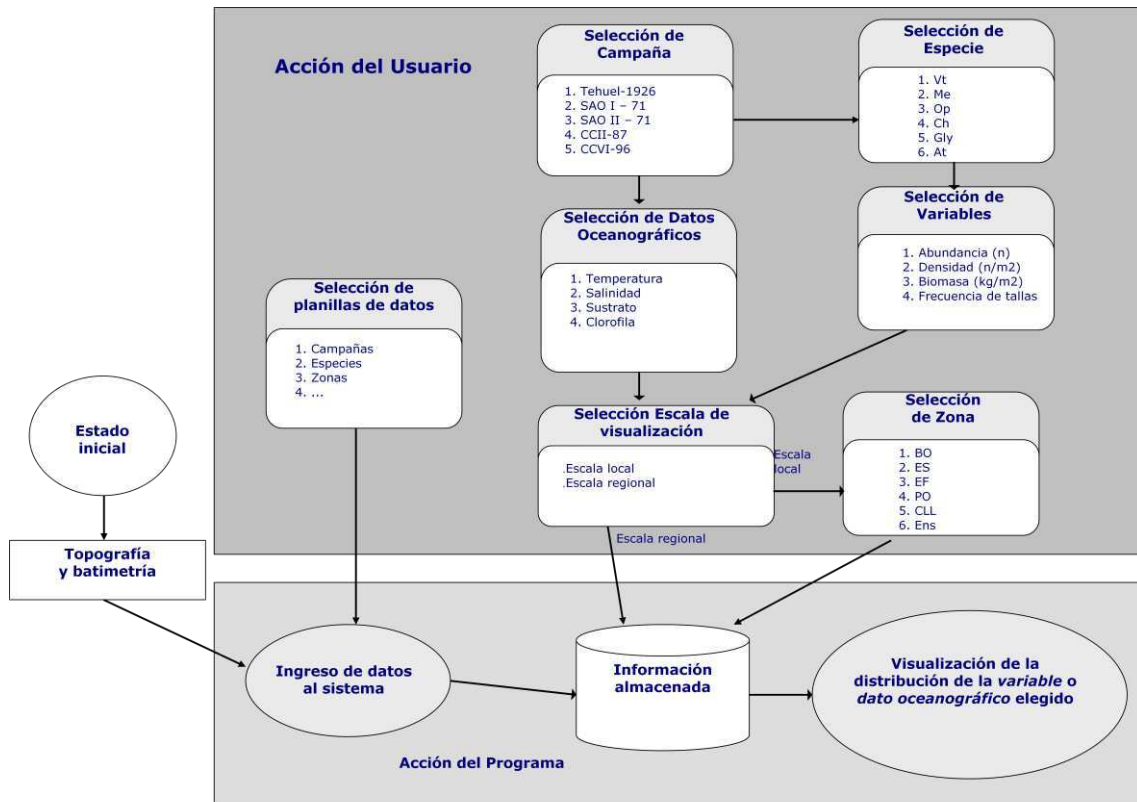 Acción del Usuario
Selección de
Campaña
1. Tehuel-1926
2. SAO I – 71
3. SAO II – 71
4. CCII-87
5. CCVI-96
Selección de
Especie
1. Vt
2. Me
3. Op
4. Ch
5. Gly
6. At
Selección de Datos
Oceanográficos
1. Temperatura
2. Salinidad
3. Sustrato
4. Clorofila
Selección de
Variables
1. Abundancia (n)
2. Densidad (n/m2)
3. Biomasa (kg/m2)
4. Frecuencia de tallas
Selección de
planillas de datos
1. Campañas
2. Especies
3. Zonas
4. ...
Estado
inicial
Selección Escala de
visualización
.Escala local
.Escala regional
Escala
local
Selección
de Zona
1. BO
2. ES
3. EF
4. PO
5. CLL
6. Ens
Escala regional
Topografía
y batimetría
Ingreso de datos
al sistema
Información
almacenada
Visualización de la
distribución de la variable o
dato oceanográfico elegido
Acción del Programa